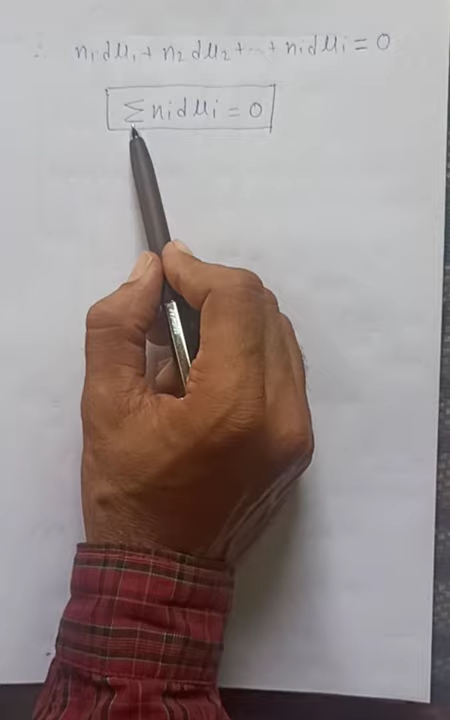 ∴ n₁dμ₁ + n₂dμ₂ + --- + nᵢdμᵢ = 0
Σnᵢdμᵢ = 0